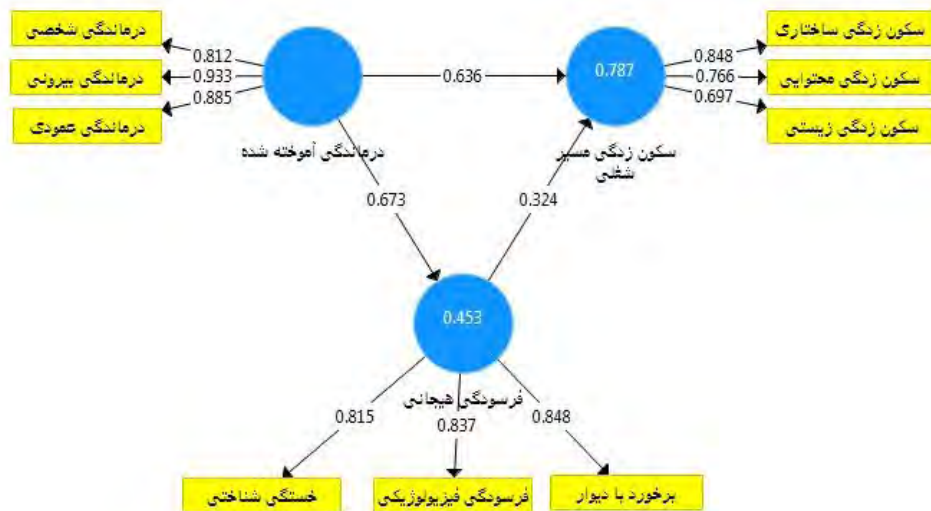 درماندگی شخصی
درماندگی بیرونی
درماندگی عمودی
0.812
0.933
0.885
درماندگی آموخته شده
0.636
0.787
سکون زدگی مسیر
شغلی
0.848
0.766
0.697
سکون زدگی ساختاری
سکون زدگی محتوایی
سکون زدگی زیستی
0.673
0.324
0.453
فرسودگی هیجانی
0.815
0.837
0.848
خستگی شناختی
فرسودگی فیزیولوژیکی
برخورد با دیوار